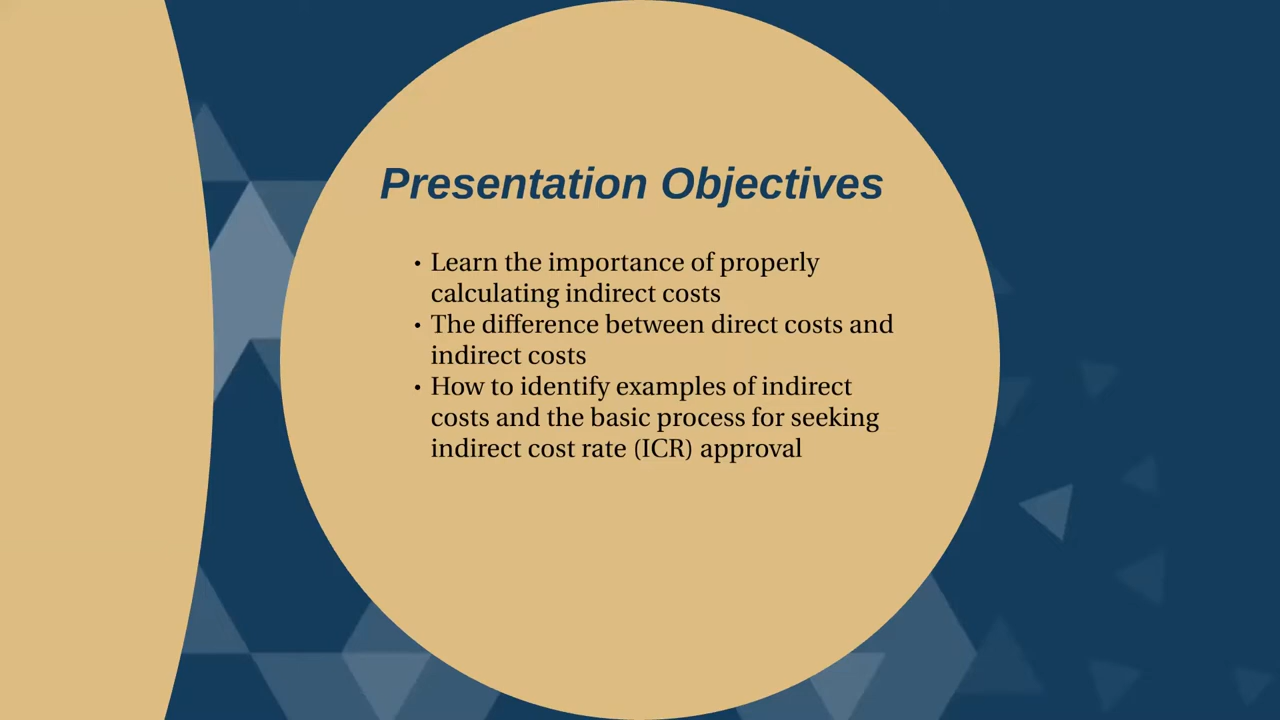 Presentation Objectives
• Learn the importance of properly
calculating indirect costs
• The difference between direct costs and
indirect costs
• How to identify examples of indirect
costs and the basic process for seeking
indirect cost rate (ICR) approval